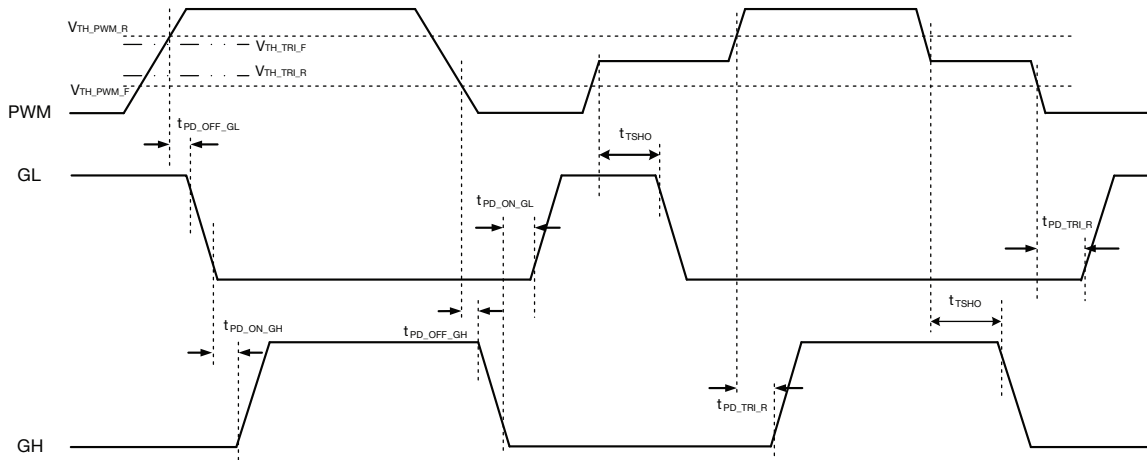 VTH_PWM_R
VTH_TRI_F
VTH_TRI_R
VTH_PWM_F
PWM
tPD_OFF_GL
tTSHO
GL
tPD_ON_GL
tPD_TRI_R
tTSHO
tPD_ON_GH
tPD_OFF_GH
tPD_TRI_R
GH